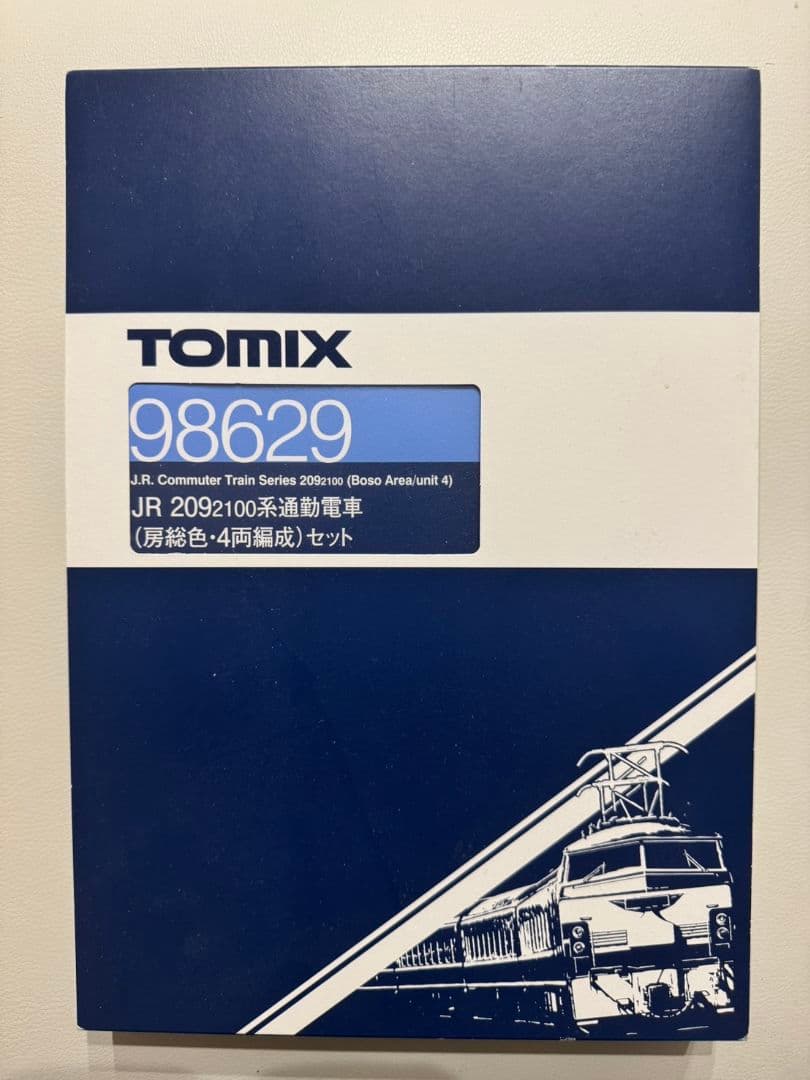 TOMIX
98629
J.R. Commuter Train Series 2092100 (Boso Area/unit 4)
JR 2092100系通勤電車
(房総色・4両編成)セット